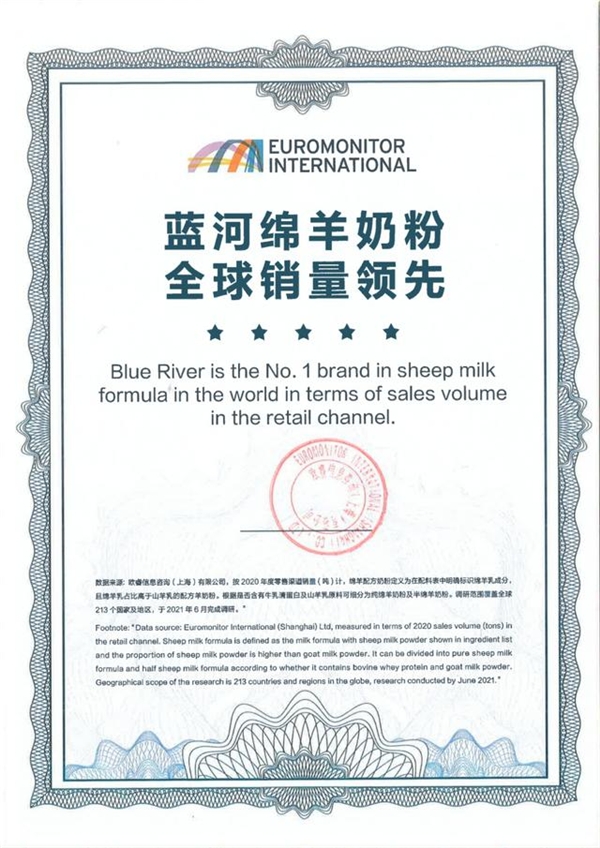 EUROMONITOR
INTERNATIONAL
蓝河绵羊奶粉
全球销量领先
Blue River is the No. 1 brand in sheep milk
formula in the world in terms of sales volume
in the retail channel.
EUROMONITOR INTERNATIONAL (SHANGHAI) CO., LTD.
数据来源：欧睿信息咨询（上海）有限公司，按 2020 年度零售渠道销量（吨）计，绵羊配方奶粉定义为在配料表中明确标识绵羊乳成分，
且绵羊乳占比高于山羊乳的配方羊奶粉。根据是否含有牛乳清蛋白及山羊乳原料可细分为纯绵羊奶粉及半绵羊奶粉。调研范围覆盖全球
213 个国家及地区，于 2021 年 6 月完成调研。"
Footnote: "Data source: Euromonitor International (Shanghai) Ltd, measured in terms of 2020 sales volume (tons) in
the retail channel. Sheep milk formula is defined as the milk formula with sheep milk powder shown in ingredient list
and the proportion of sheep milk powder is higher than goat milk powder. It can be divided into pure sheep milk
formula and half sheep milk formula according to whether it contains bovine whey protein and goat milk powder.
Geographical scope of the research is 213 countries and regions in the globe, research conducted by June 2021."